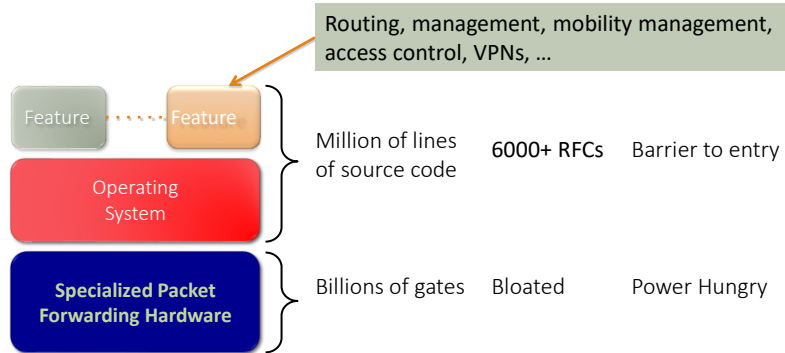 Routing, management, mobility management,
access control, VPNs, ...
Feature
Feature
Million of lines
of source code
6000+ RFCs
Barrier to entry
Operating
System
Specialized Packet
Forwarding Hardware
Billions of gates
Bloated
Power Hungry